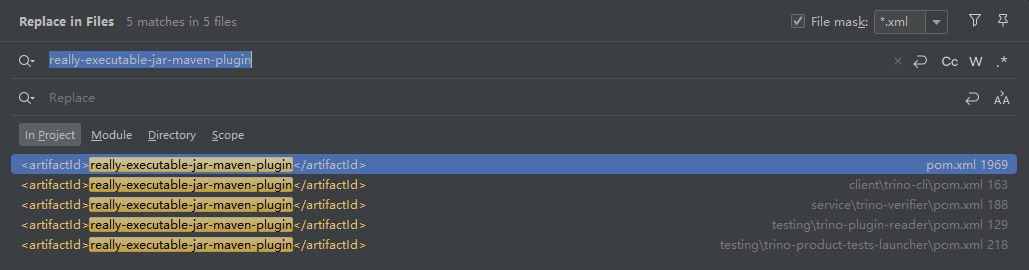 Replace in Files 5 matches in 5 files File mask: *.xml
really-executable-jar-maven-plugin × Cc W .*
Replace
In Project Module Directory Scope
<artifactId>really-executable-jar-maven-plugin</artifactId> pom.xml 1969
<artifactId>really-executable-jar-maven-plugin</artifactId> client\trino-cli\pom.xml 163
<artifactId>really-executable-jar-maven-plugin</artifactId> service\trino-verifier\pom.xml 188
<artifactId>really-executable-jar-maven-plugin</artifactId> testing\trino-plugin-reader\pom.xml 129
<artifactId>really-executable-jar-maven-plugin</artifactId> testing\trino-product-tests-launcher\pom.xml 218